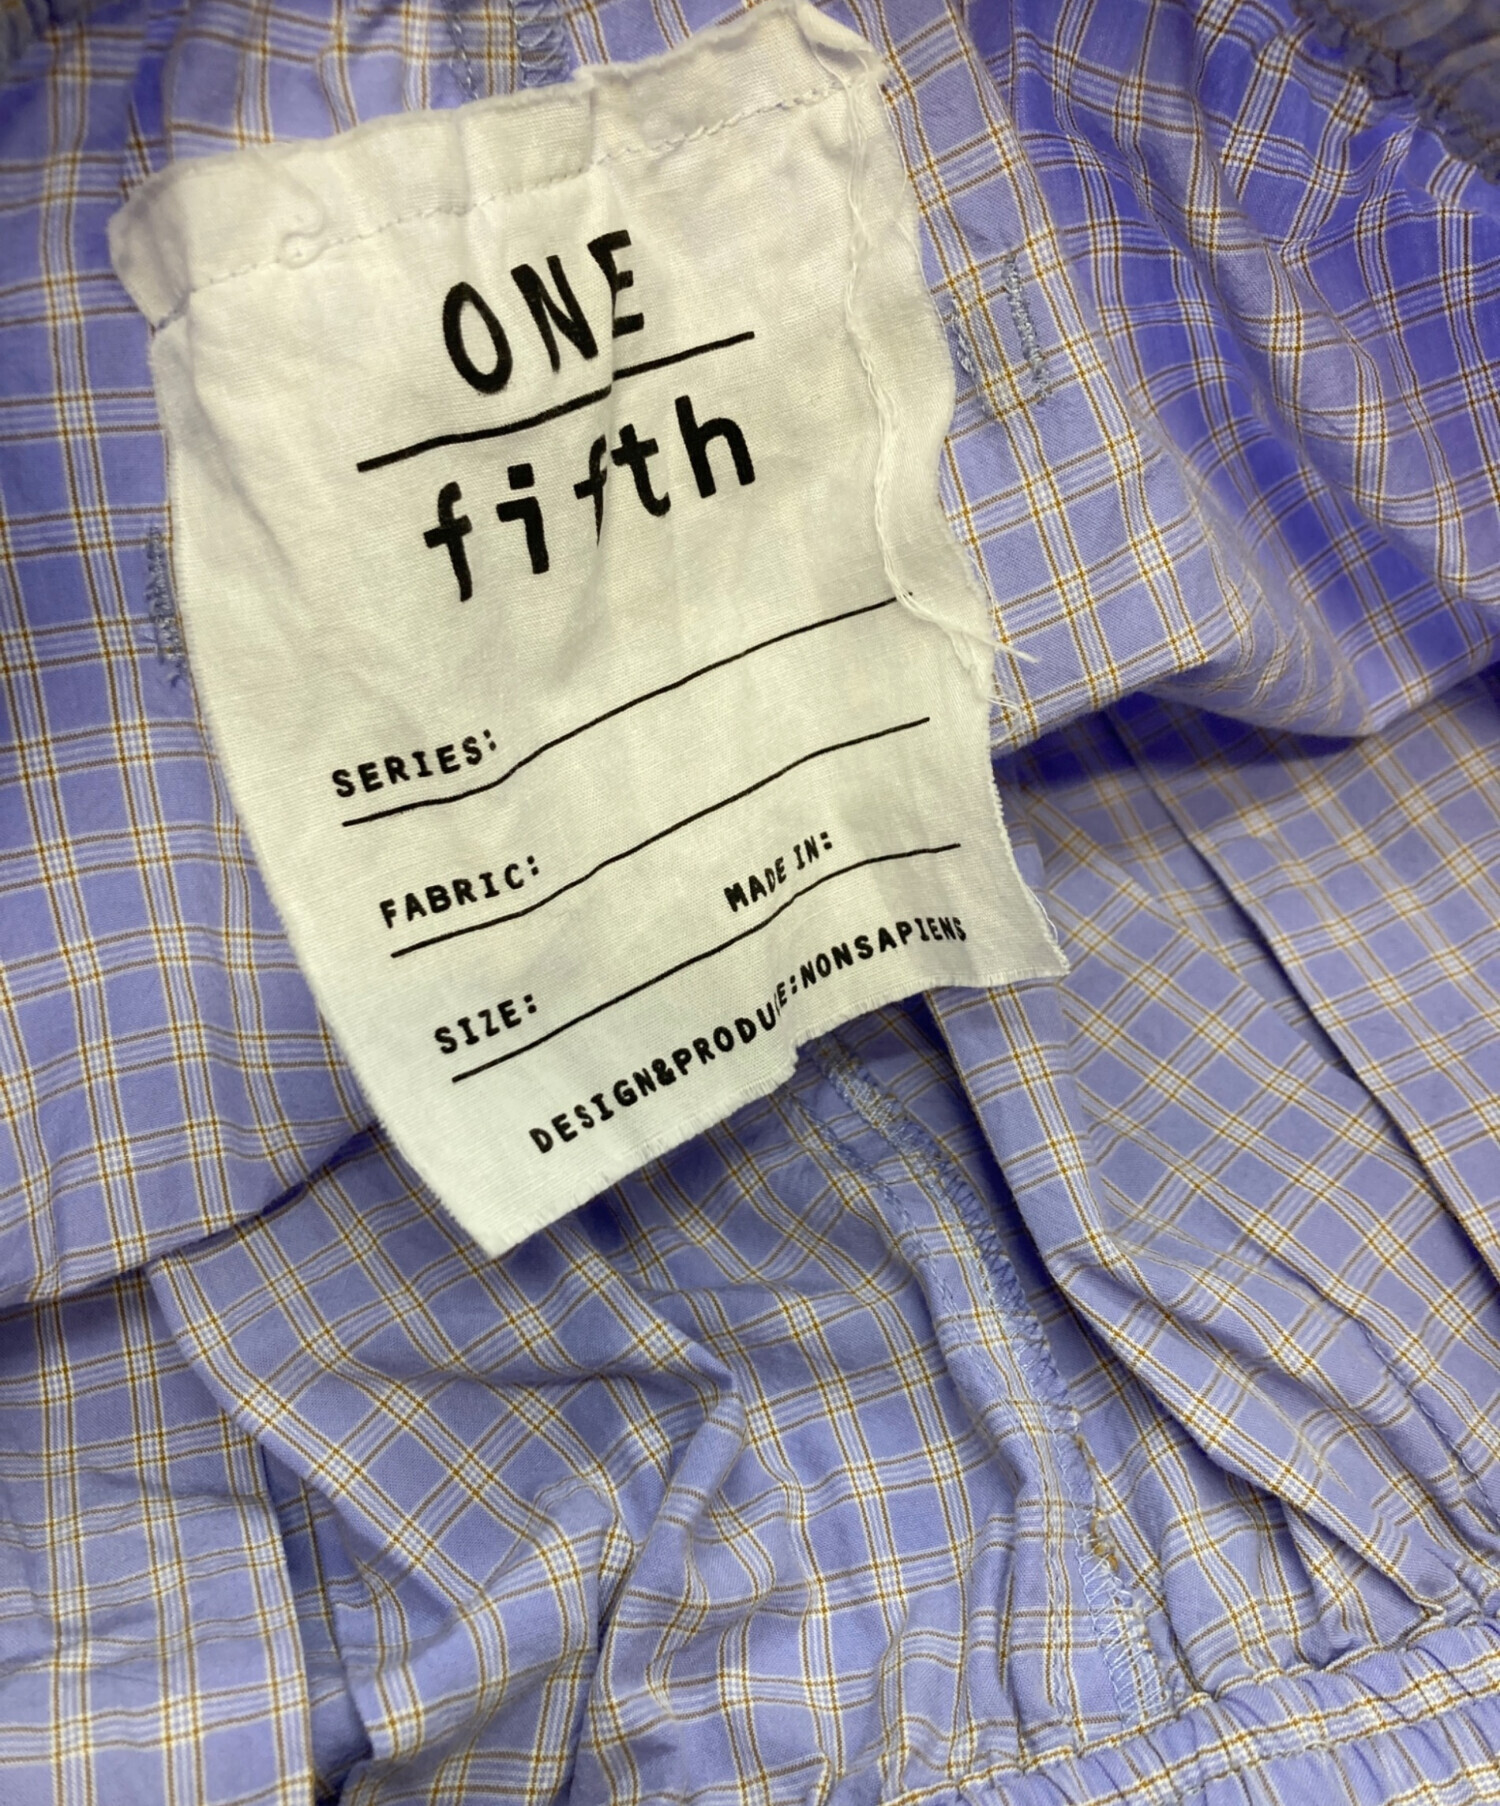 ONE
fifth
SERIES:
FABRIC:
SIZE: MADE IN:
DESIGN&PRODUCE:NONSAPIENS